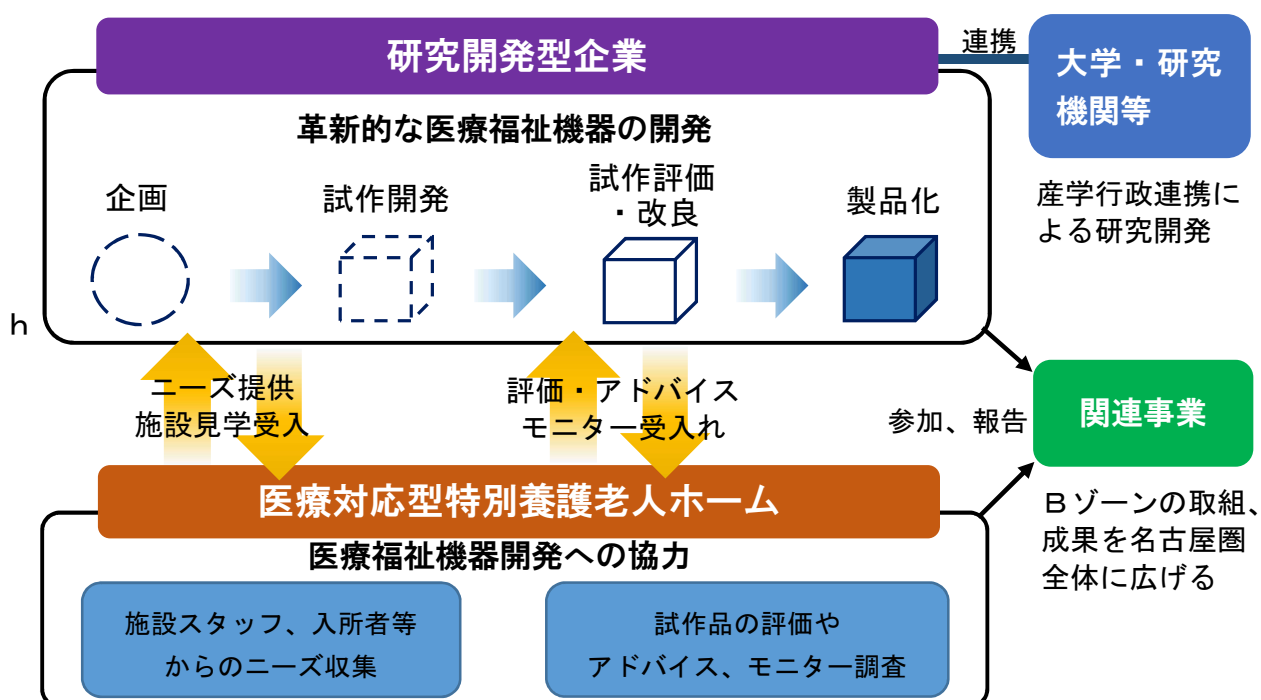 研究開発型企業
連携
大学・研究
機関等
革新的な医療福祉機器の開発
企画
試作開発
試作評価
・改良
製品化
産学行政連携に
よる研究開発
h
ニーズ提供
施設見学受入
評価・アドバイス
モニター受入れ
参加、報告
関連事業
医療対応型特別養護老人ホーム
医療福祉機器開発への協力
Ｂゾーンの取組、
成果を名古屋圏
全体に広げる
施設スタッフ、入所者等
からのニーズ収集
試作品の評価や
アドバイス、モニター調査